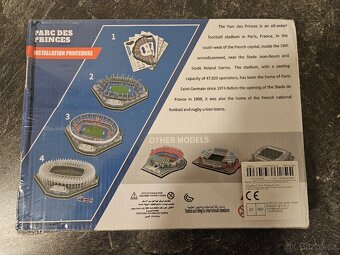 PARC DES
PRINCES
INSTALLATION PROCEDURE
1
2
3
4
The Parc des Princes is an all-seater
football stadium in Paris, France. In the
south-west of the French capital, inside the 16th
arrondissement, near the Stade Jean-Bouin and
Stade Roland Garros. The stadium, with a seating
capacity of 47,929 spectators, has been the home of Paris
Saint-Germain since 1974.Before the opening of the Stade de
France in 1998, it was also the home of the French national
football and rugby union teams.
OTHER MODELS